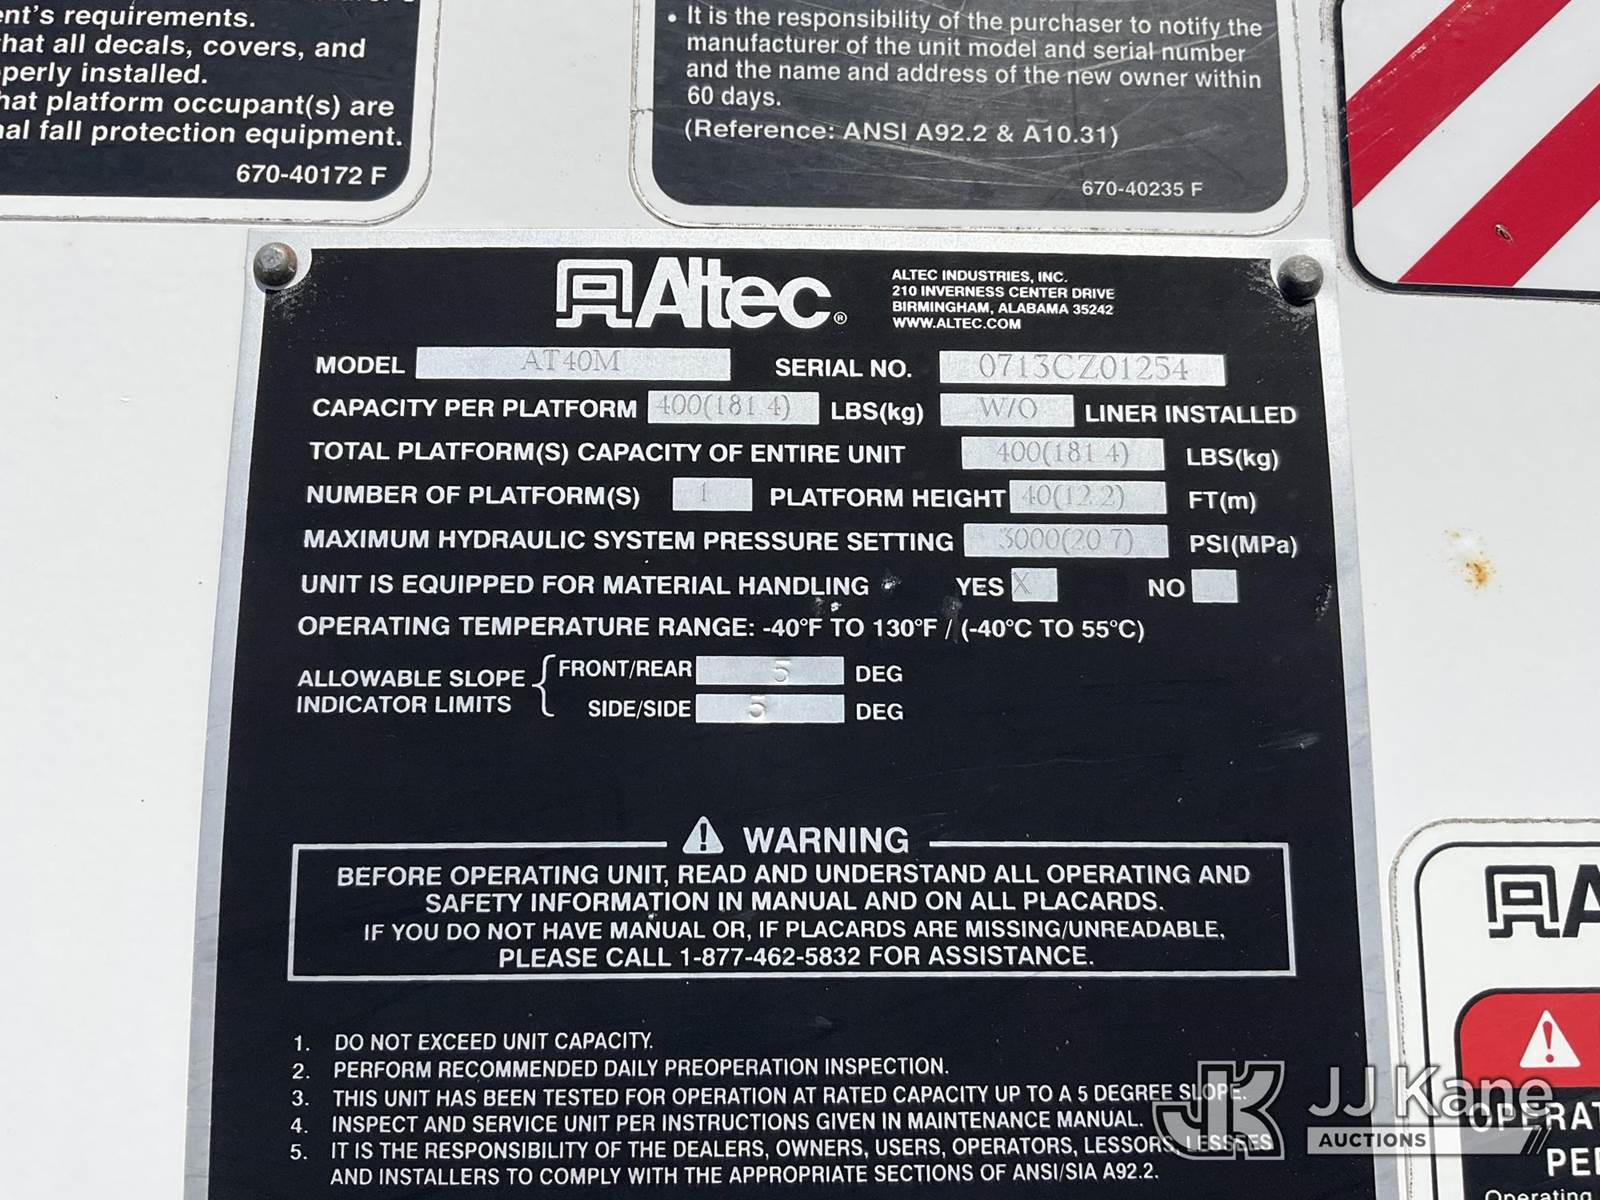 ent's requirements.
that all decals, covers, and
operly installed.
hat platform occupant(s) are
nal fall protection equipment.
670-40172 F
• It is the responsibility of the purchaser to notify the
manufacturer of the unit model and serial number
and the name and address of the new owner within
60 days.
(Reference: ANSI A92.2 & A10.31)
670-40235 F
Altec®
ALTEC INDUSTRIES, INC.
210 INVERNESS CENTER DRIVE
BIRMINGHAM, ALABAMA 35242
WWW.ALTEC.COM
MODEL AT40M SERIAL NO. 0713CZ01254
CAPACITY PER PLATFORM 400(181.4) LBS(kg) W/O LINER INSTALLED
TOTAL PLATFORM(S) CAPACITY OF ENTIRE UNIT 400(181.4) LBS(kg)
NUMBER OF PLATFORM(S) 1 PLATFORM HEIGHT 40(12.2) FT(m)
MAXIMUM HYDRAULIC SYSTEM PRESSURE SETTING 3000(20.7) PSI(MPa)
UNIT IS EQUIPPED FOR MATERIAL HANDLING YES X NO
OPERATING TEMPERATURE RANGE: -40°F TO 130°F / (-40°C TO 55°C)
ALLOWABLE SLOPE INDICATOR LIMITS { FRONT/REAR 5 DEG
SIDE/SIDE 5 DEG
⚠ WARNING
BEFORE OPERATING UNIT, READ AND UNDERSTAND ALL OPERATING AND
SAFETY INFORMATION IN MANUAL AND ON ALL PLACARDS.
IF YOU DO NOT HAVE MANUAL OR, IF PLACARDS ARE MISSING/UNREADABLE,
PLEASE CALL 1-877-462-5832 FOR ASSISTANCE.
1. DO NOT EXCEED UNIT CAPACITY.
2. PERFORM RECOMMENDED DAILY PREOPERATION INSPECTION.
3. THIS UNIT HAS BEEN TESTED FOR OPERATION AT RATED CAPACITY UP TO A 5 DEGREE SLOPE.
4. INSPECT AND SERVICE UNIT PER INSTRUCTIONS GIVEN IN MAINTENANCE MANUAL.
5. IT IS THE RESPONSIBILITY OF THE DEALERS, OWNERS, USERS, OPERATORS, LESSORS, LESSEES
AND INSTALLERS TO COMPLY WITH THE APPROPRIATE SECTIONS OF ANSI/SIA A92.2.
A
OPERAT
PE
Operating
JK JJ Kane
AUCTIONS